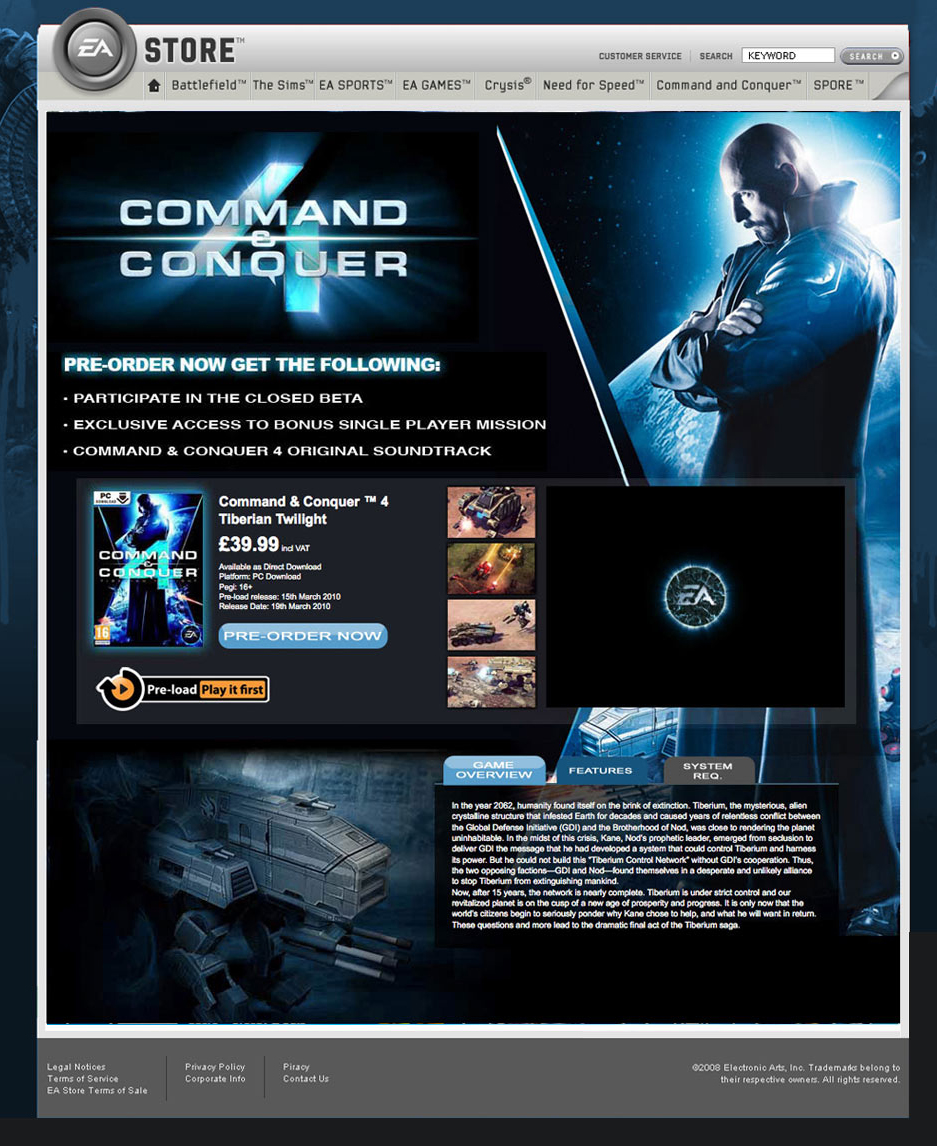 EA STORE™
CUSTOMER SERVICE SEARCH KEYWORD SEARCH
Battlefield™ The Sims™ EA SPORTS™ EA GAMES™ Crysis® Need for Speed™ Command and Conquer™ SPORE™
4
COMMAND
&
CONQUER
PRE-ORDER NOW GET THE FOLLOWING:
• PARTICIPATE IN THE CLOSED BETA
• EXCLUSIVE ACCESS TO BONUS SINGLE PLAYER MISSION
• COMMAND & CONQUER 4 ORIGINAL SOUNDTRACK
PC
DOWNLOAD
COMMAND
&
CONQUER
4
16
EA
Command & Conquer ™ 4
Tiberian Twilight
£39.99 incl VAT
Available as Direct Download
Platform: PC Download
Pegi: 16+
Pre-load release: 15th March 2010
Release Date: 19th March 2010
PRE-ORDER NOW
Pre-load Play it first
EA
GAME
OVERVIEW
FEATURES
SYSTEM
REQ.
In the year 2062, humanity found itself on the brink of extinction. Tiberium, the mysterious, alien
crystalline structure that infested Earth for decades and caused years of relentless conflict between
the Global Defense Initiative (GDI) and the Brotherhood of Nod, was close to rendering the planet
uninhabitable. In the midst of this crisis, Kane, Nod's prophetic leader, emerged from seclusion to
deliver GDI the message that he had developed a system that could control Tiberium and harness
its power. But he could not build this "Tiberium Control Network" without GDI's cooperation. Thus,
the two opposing factions—GDI and Nod—found themselves in a desperate and unlikely alliance
to stop Tiberium from extinguishing mankind.
Now, after 15 years, the network is nearly complete. Tiberium is under strict control and our
revitalized planet is on the cusp of a new age of prosperity and progress. It is only now that the
world's citizens begin to seriously ponder why Kane chose to help, and what he will want in return.
These questions and more lead to the dramatic final act of the Tiberium saga.
Legal Notices
Terms of Service
EA Store Terms of Sale
Privacy Policy
Corporate Info
Piracy
Contact Us
©2008 Electronic Arts, Inc. Trademarks belong to
their respective owners. All rights reserved.